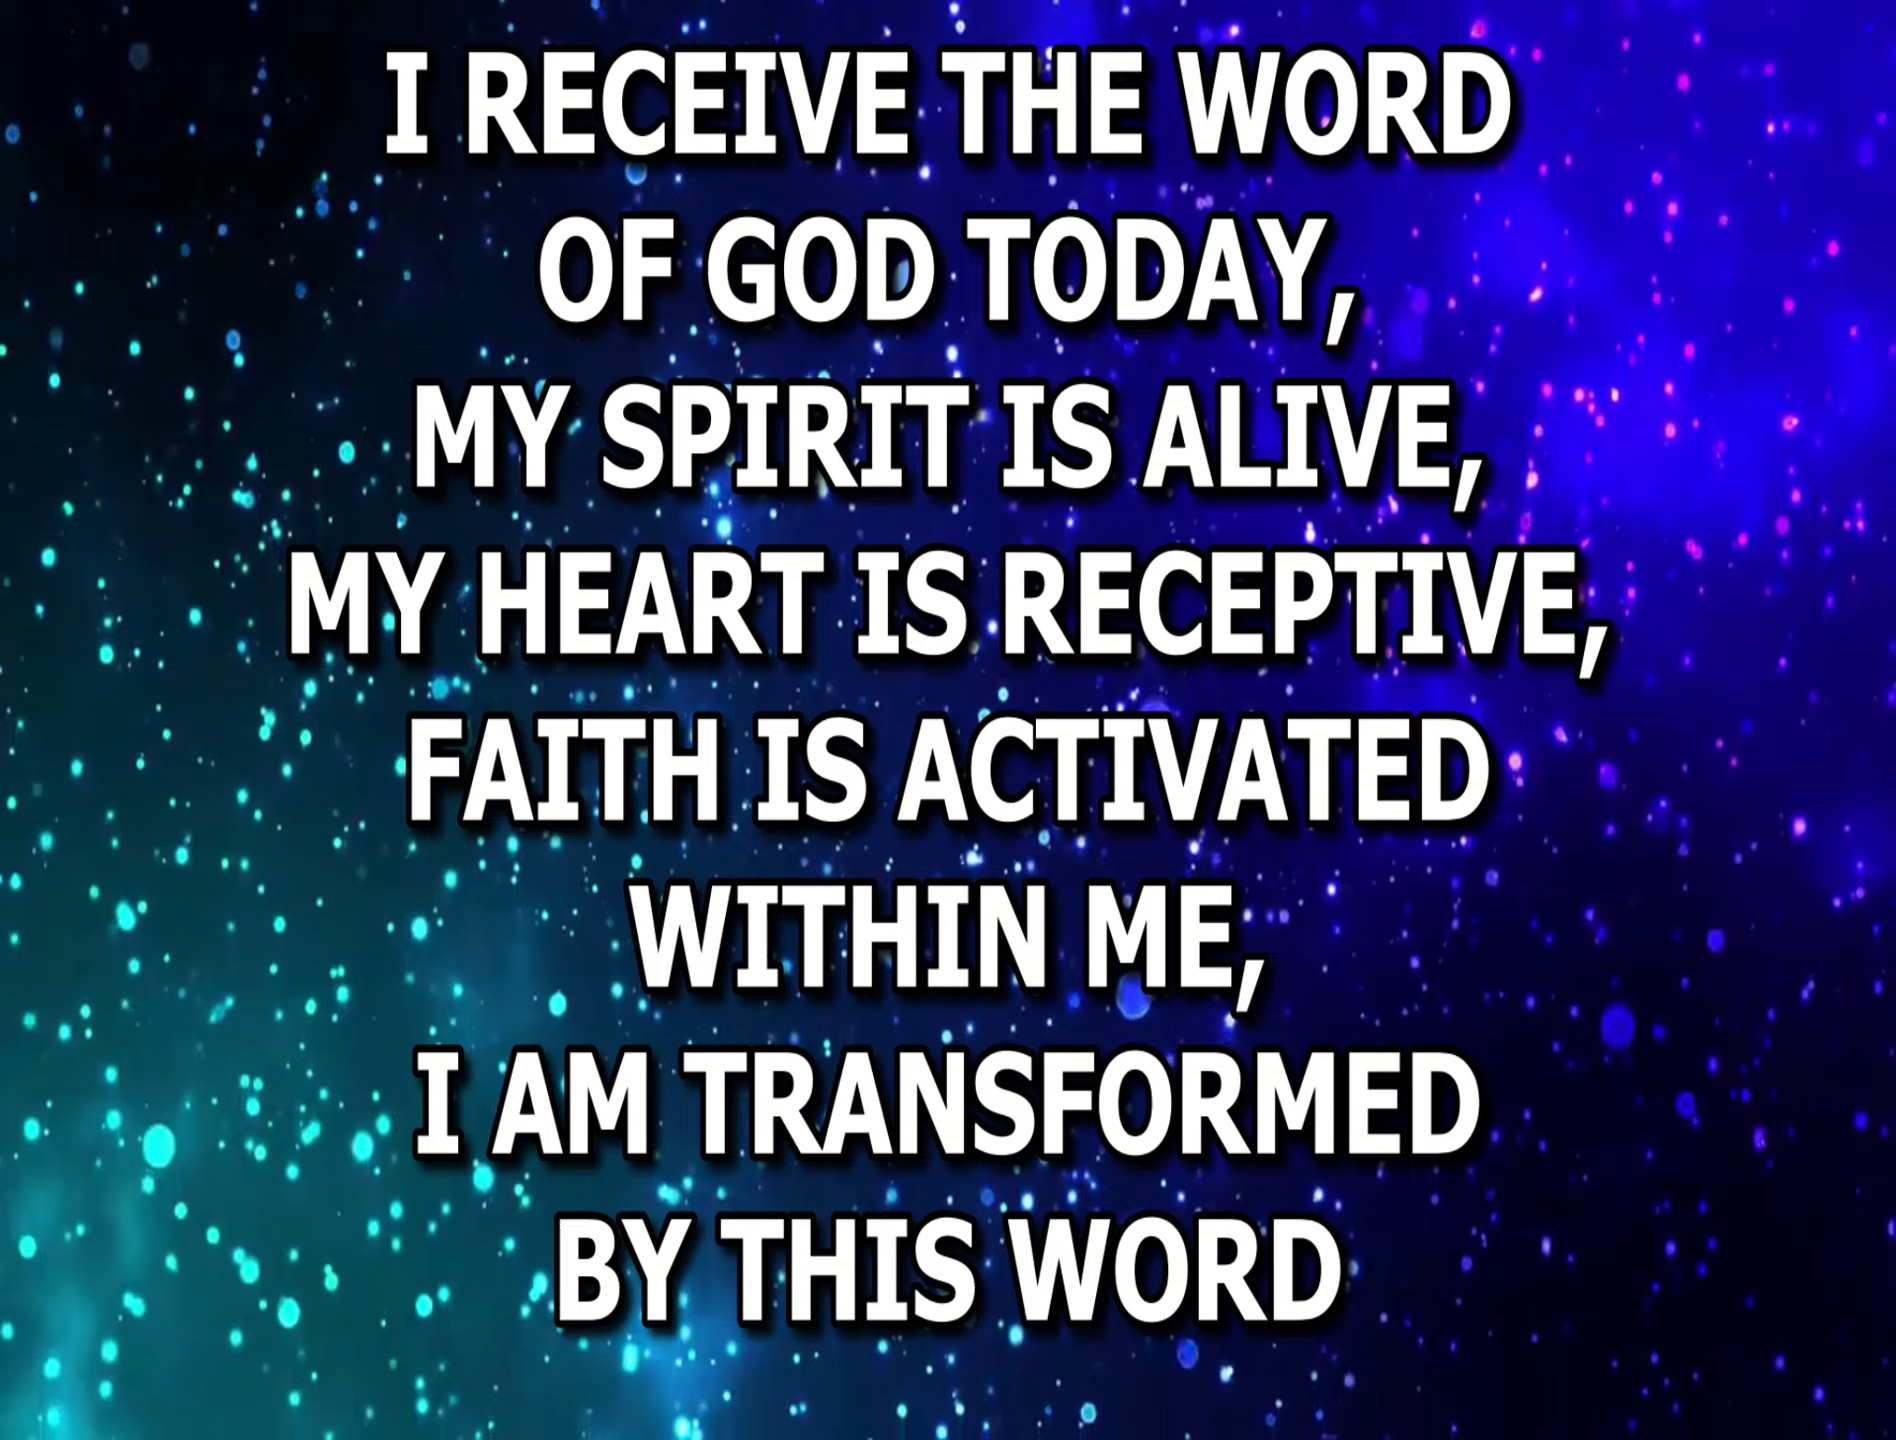 I RECEIVE THE WORD
OF GOD TODAY,
MY SPIRIT IS ALIVE,
MY HEART IS RECEPTIVE,
FAITH IS ACTIVATED
WITHIN ME,
I AM TRANSFORMED
BY THIS WORD